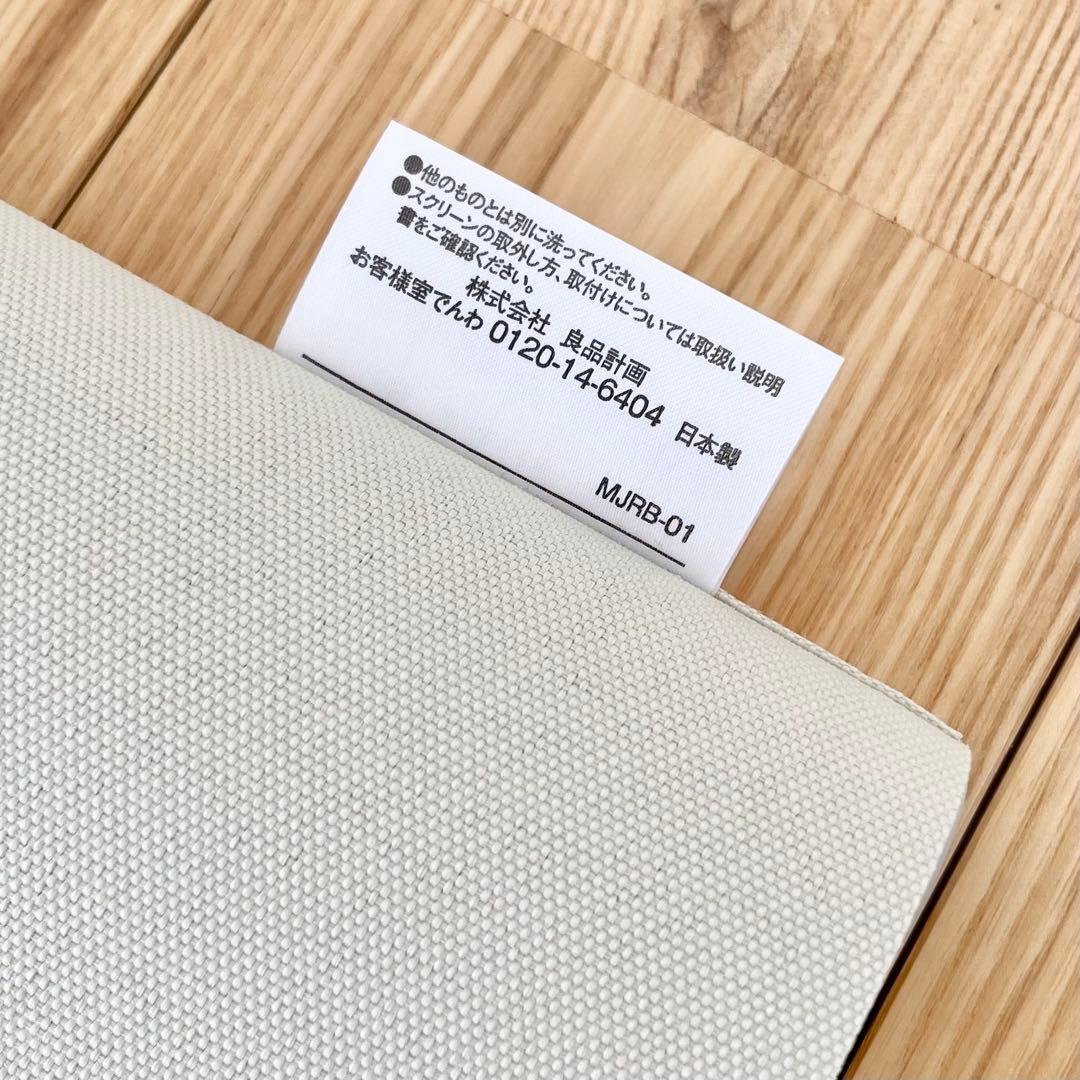 ●他のものとは別に洗ってください。
●スクリーンの取外し方、取付けについては取扱い説明
書をご確認ください。
株式会社 良品計画
お客様室でんわ 0120-14-6404 日本製
MJRB-01